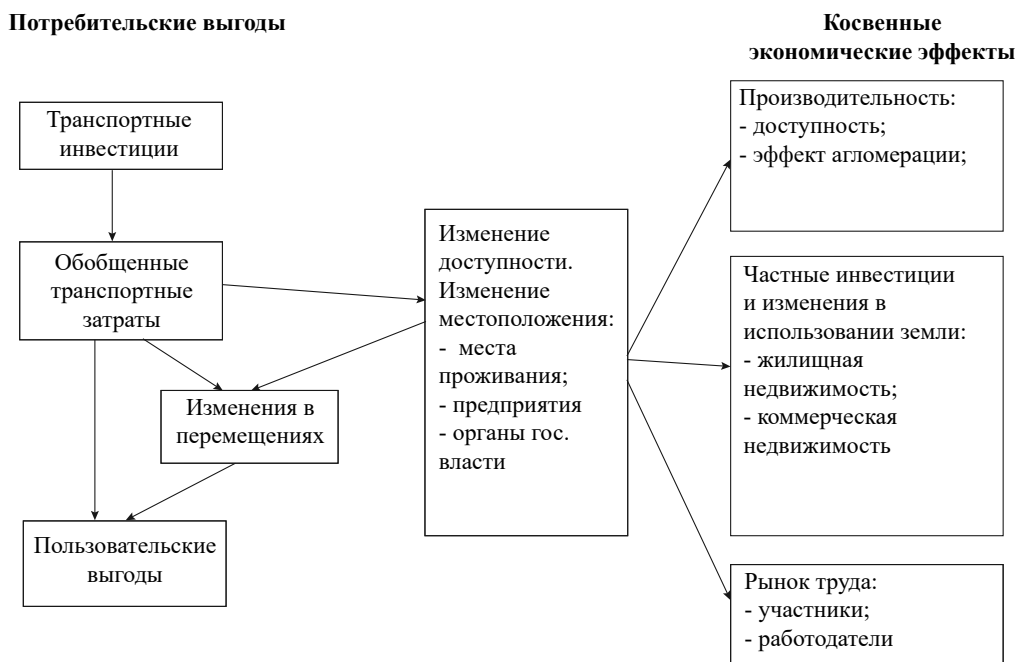 Потребительские выгоды
Косвенные
экономические эффекты
Транспортные
инвестиции
Обобщенные
транспортные
затраты
Изменения в
перемещениях
Пользовательские
выгоды
Изменение
доступности.
Изменение
местоположения:
- места
проживания;
- предприятия
- органы гос.
власти
Производительность:
- доступность;
- эффект агломерации;
Частные инвестиции
и изменения в
использовании земли:
- жилищная
недвижимость;
- коммерческая
недвижимость
Рынок труда:
- участники;
- работодатели